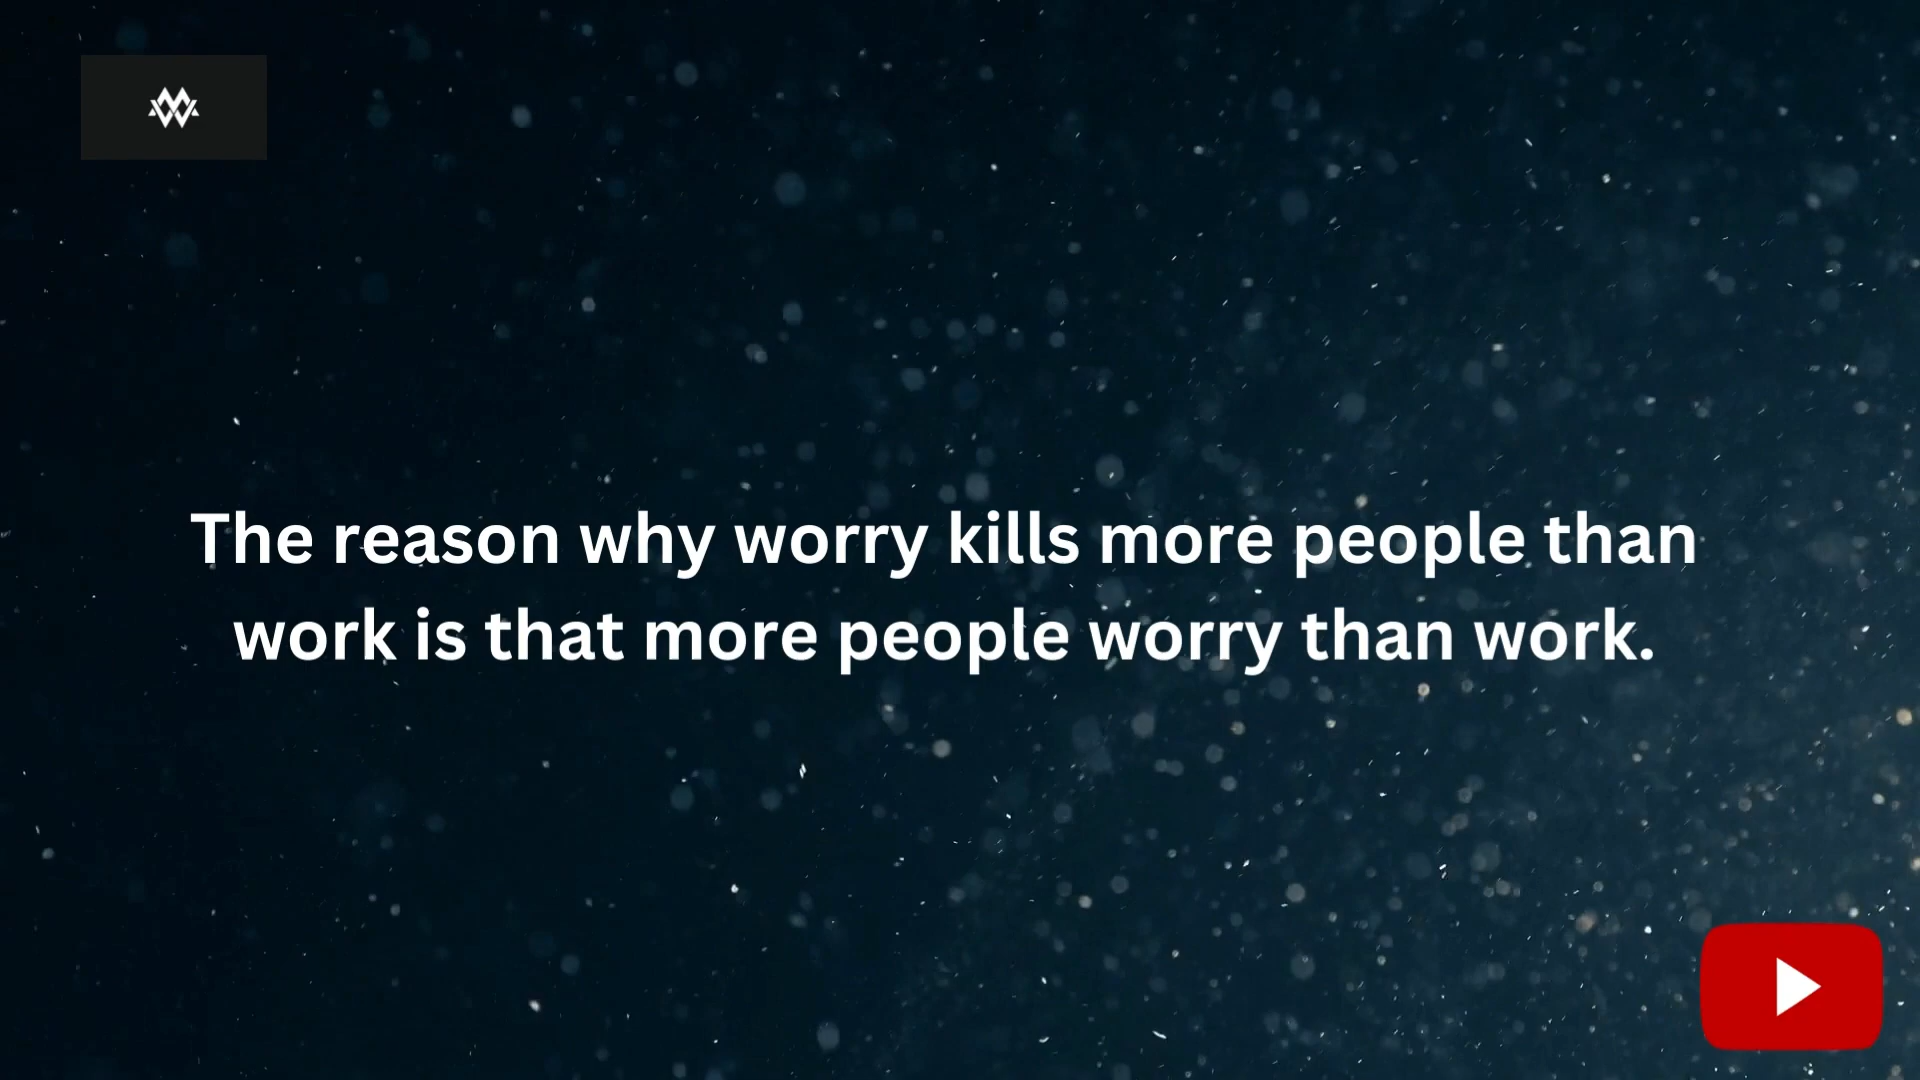 The reason why worry kills more people than
work is that more people worry than work.